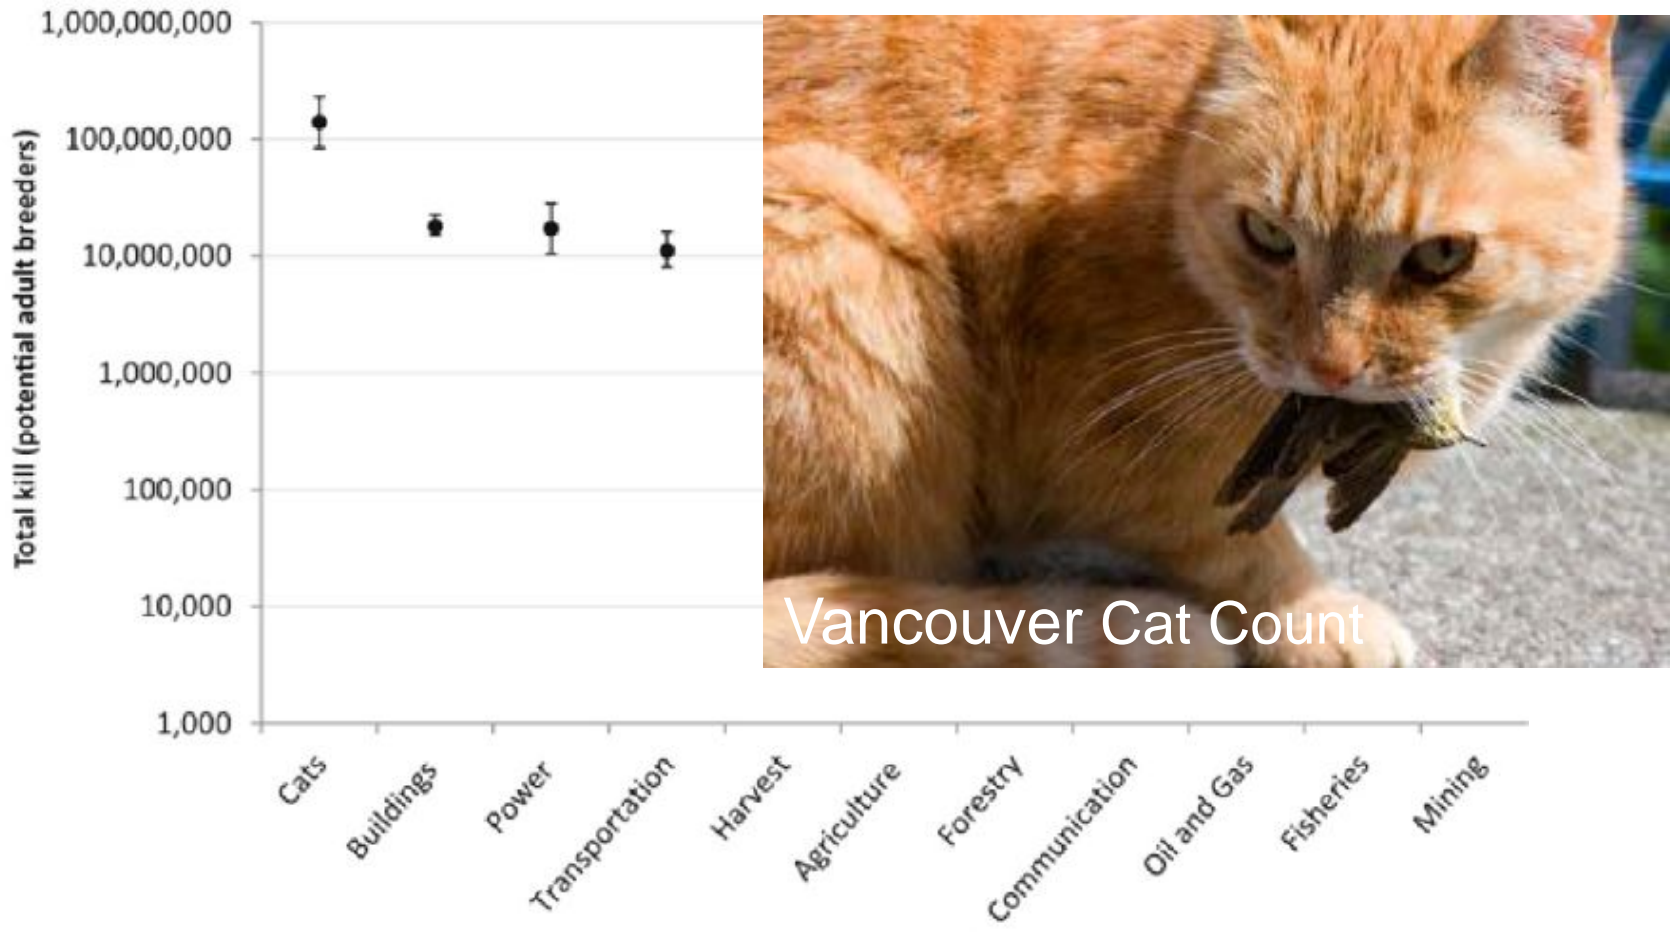 1,000,000,000
100,000,000
10,000,000
1,000,000
100,000
10,000
1,000
Total kill (potential adult breeders)
Vancouver Cat Count
Cats
Buildings
Power
Transportation
Harvest
Agriculture
Forestry
Communication
Oil and Gas
Fisheries
Mining